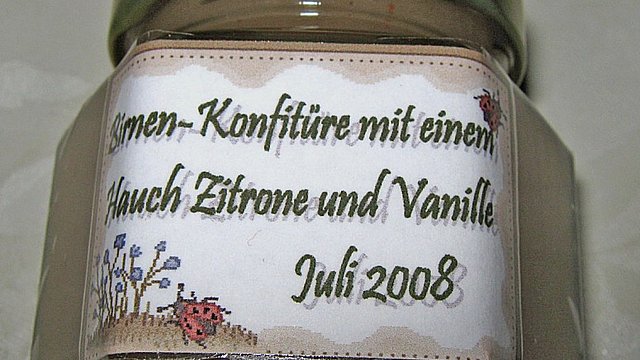 Birnen-Konfitüre mit einem
Hauch Zitrone und Vanille
Juli 2008